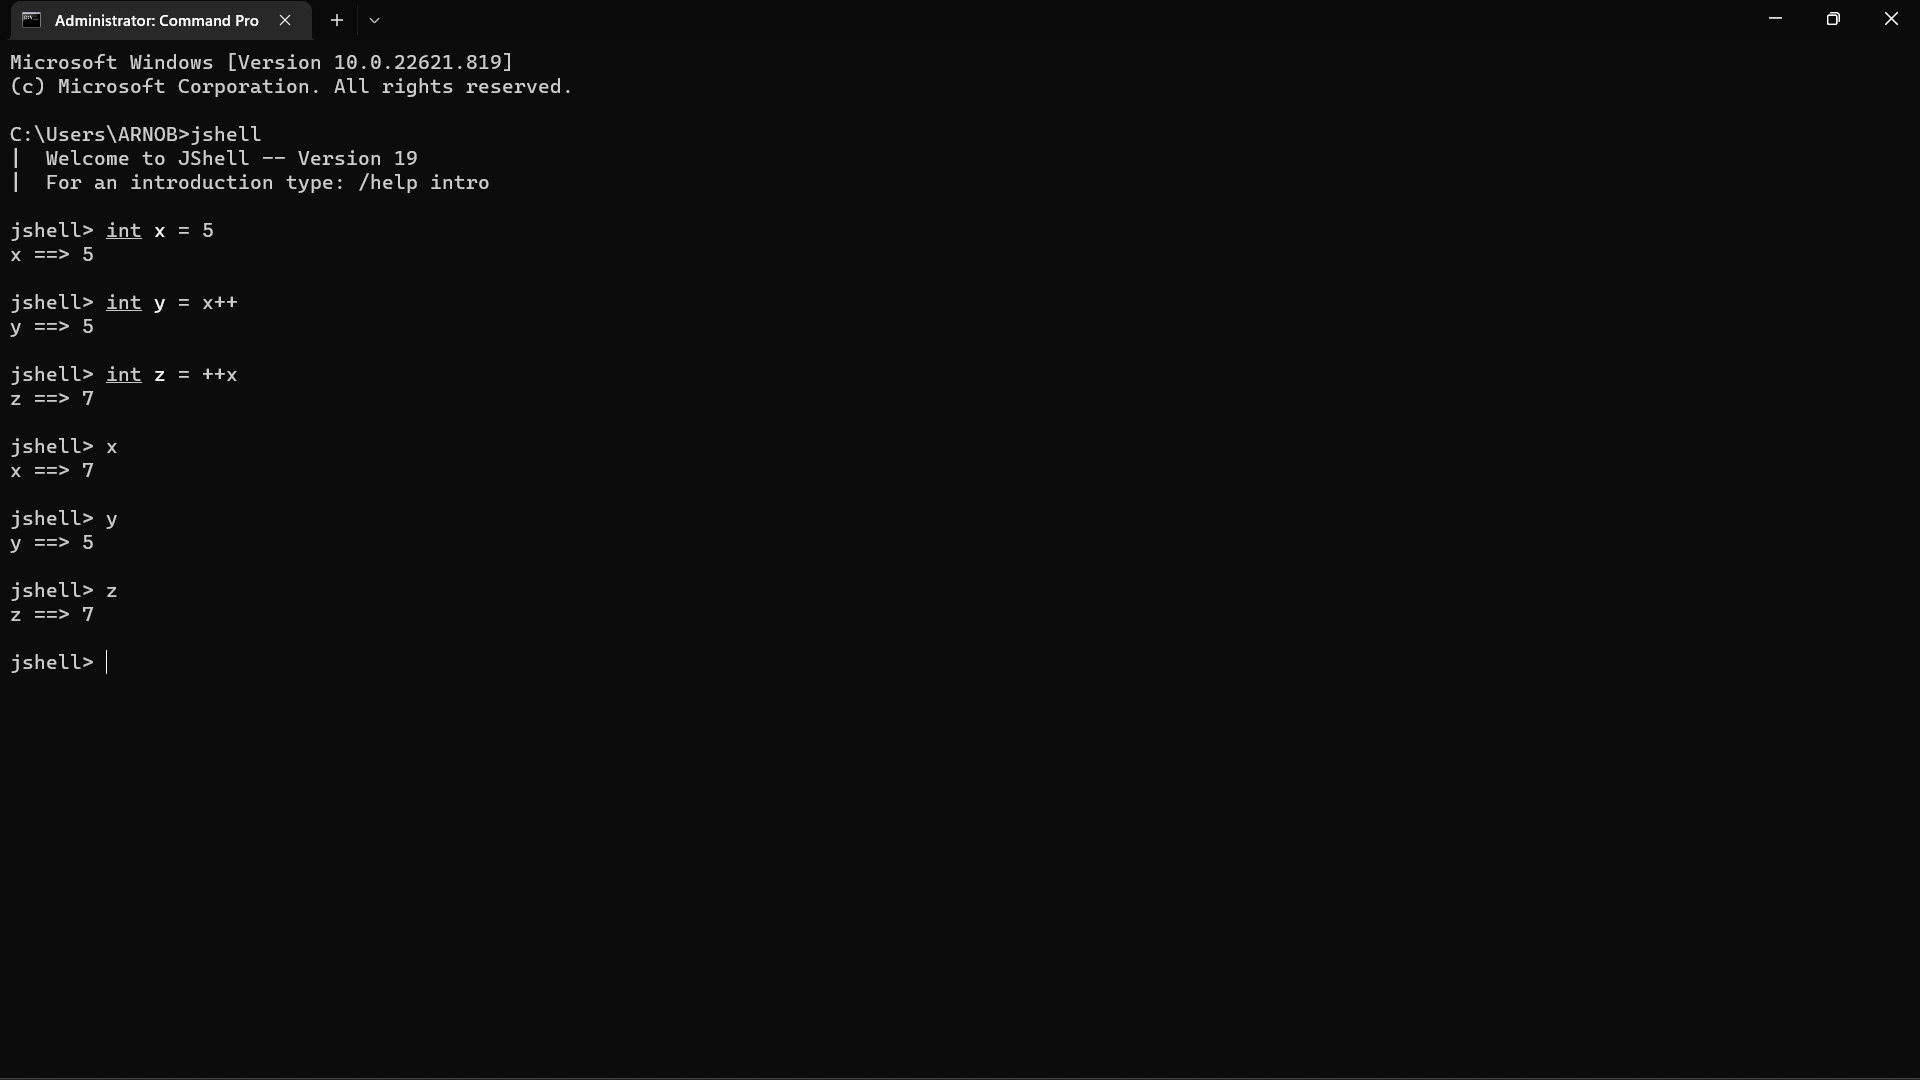 Administrator: Command Pro
Microsoft Windows [Version 10.0.22621.819]
(c) Microsoft Corporation. All rights reserved.
C:\Users\ARNOB>jshell
|  Welcome to JShell -- Version 19
|  For an introduction type: /help intro
jshell> int x = 5
x ==> 5
jshell> int y = x++
y ==> 5
jshell> int z = ++x
z ==> 7
jshell> x
x ==> 7
jshell> y
y ==> 5
jshell> z
z ==> 7
jshell>